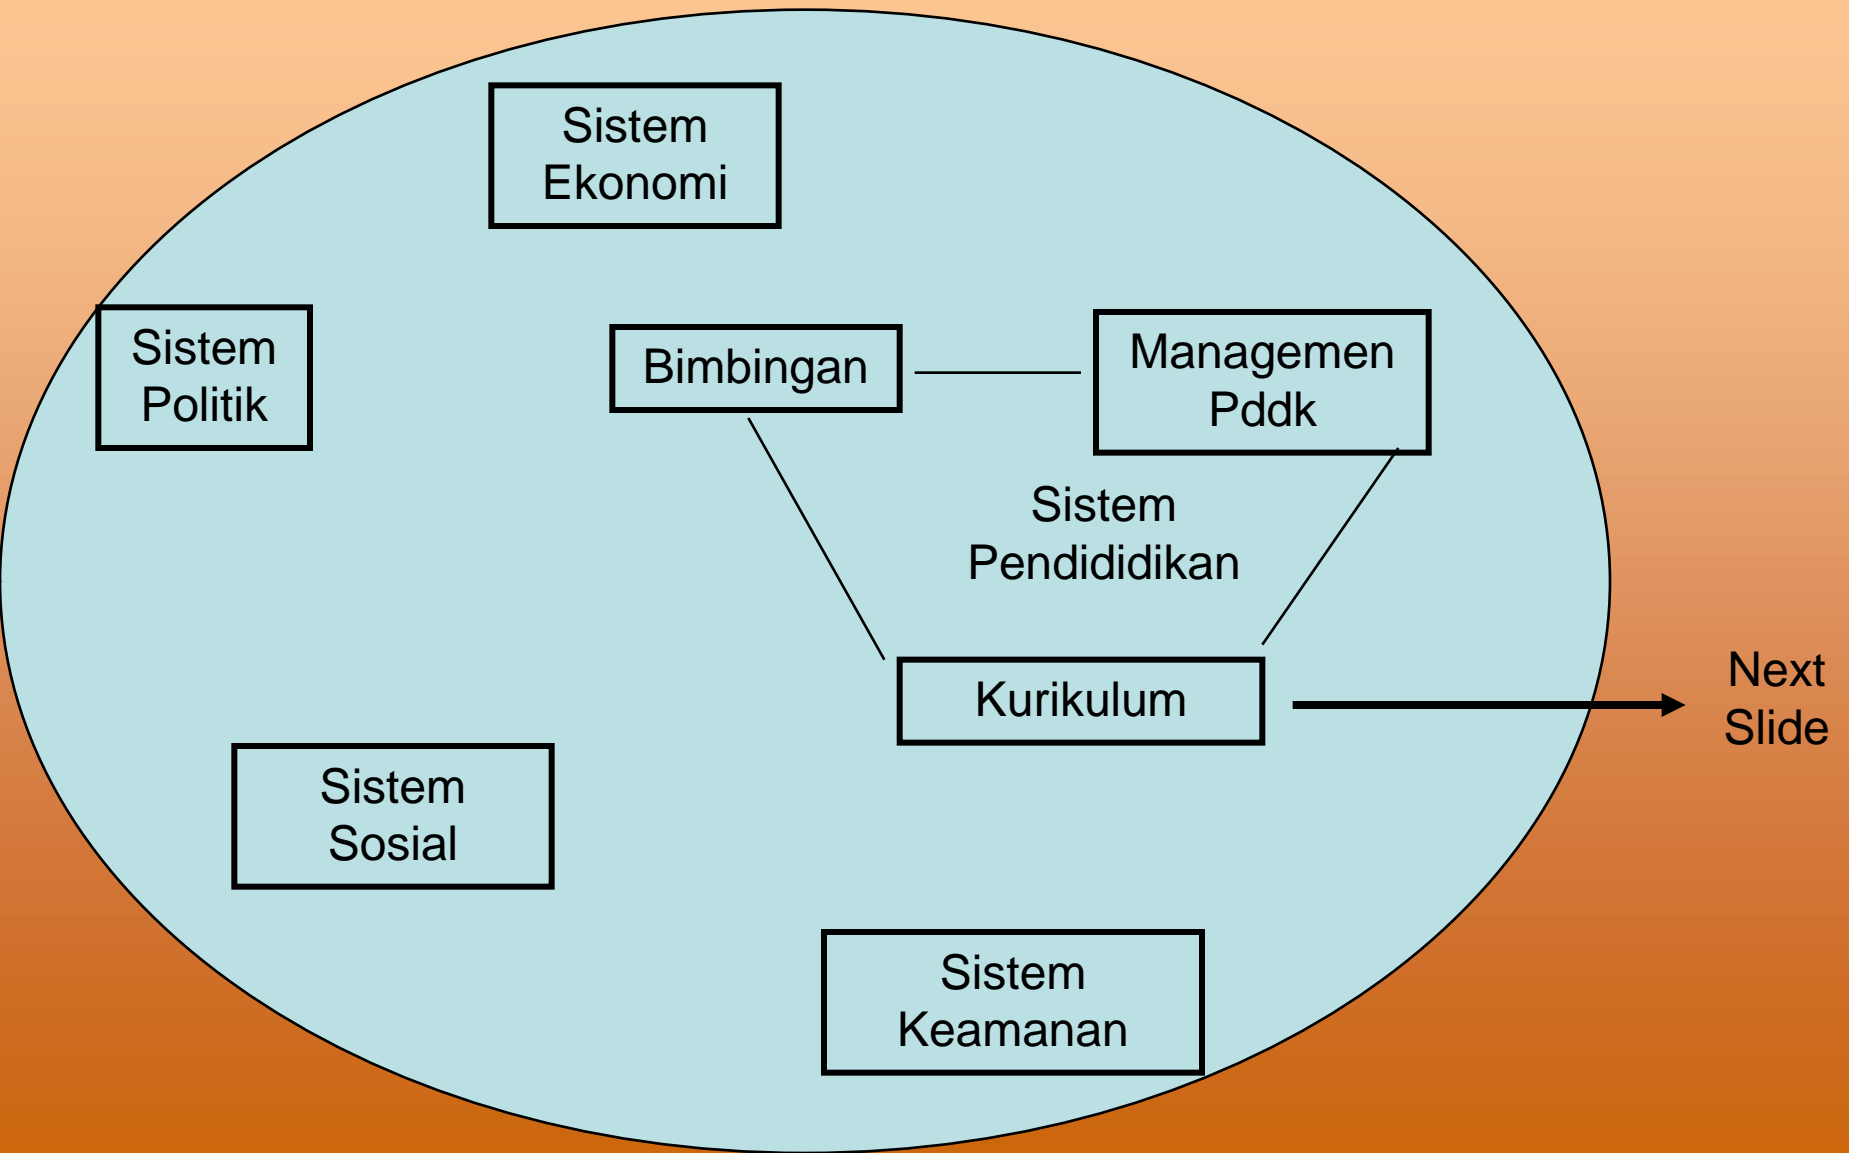 Sistem
Ekonomi
Sistem
Politik
Bimbingan
Managemen
Pddk
Sistem
Pendididikan
Kurikulum
Next
Slide
Sistem
Sosial
Sistem
Keamanan